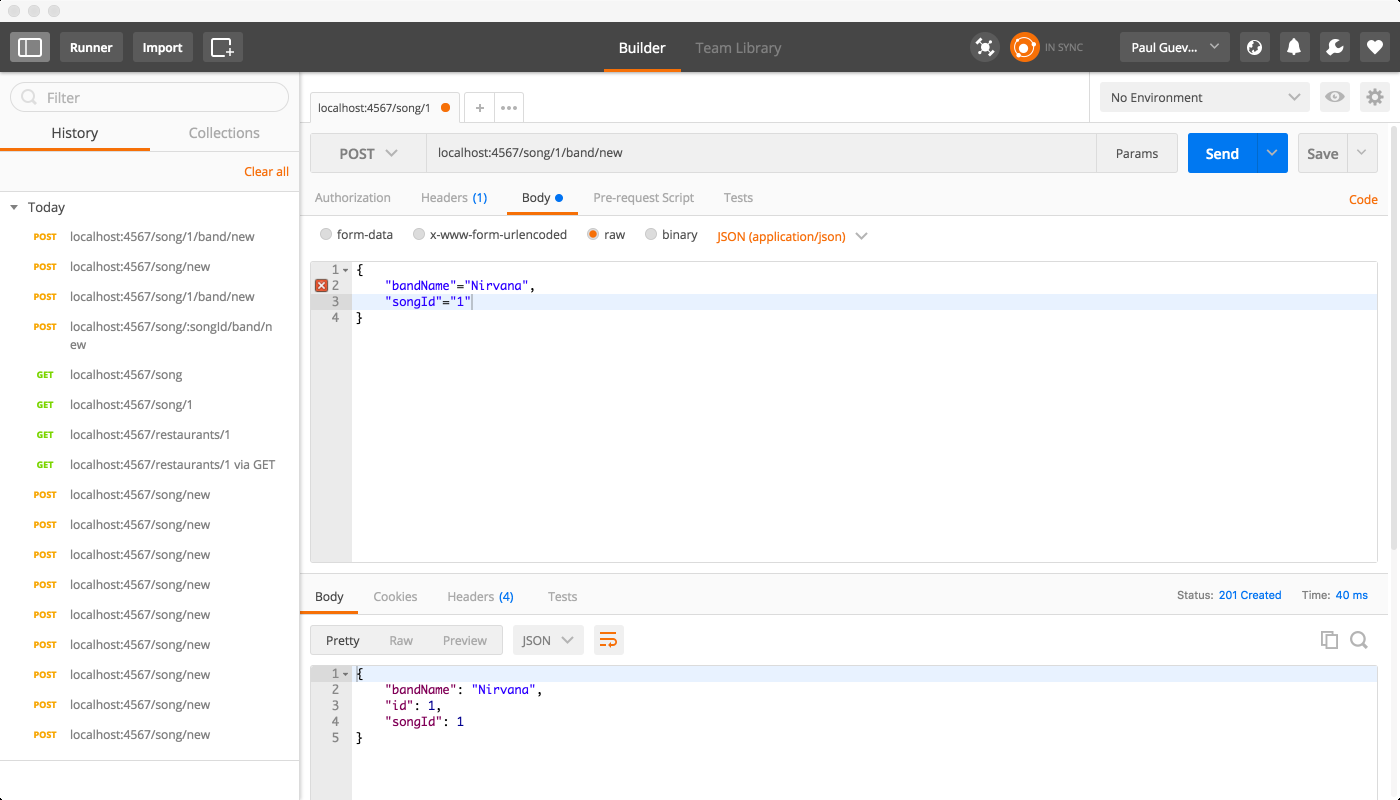 Runner
Import
Builder
Team Library
IN SYNC
Paul Guev...
Filter
History
Collections
Clear all
Today
POST localhost:4567/song/1/band/new
POST localhost:4567/song/new
POST localhost:4567/song/1/band/new
POST localhost:4567/song/:songId/band/n
ew
GET localhost:4567/song
GET localhost:4567/song/1
GET localhost:4567/restaurants/1
GET localhost:4567/restaurants/1 via GET
POST localhost:4567/song/new
POST localhost:4567/song/new
POST localhost:4567/song/new
POST localhost:4567/song/new
POST localhost:4567/song/new
POST localhost:4567/song/new
POST localhost:4567/song/new
POST localhost:4567/song/new
POST localhost:4567/song/new
localhost:4567/song/1
No Environment
POST localhost:4567/song/1/band/new Params Send Save
Authorization Headers (1) Body Pre-request Script Tests Code
form-data x-www-form-urlencoded raw binary JSON (application/json)
1 {
2 "bandName"="Nirvana",
3 "songId"="1"
4 }
Body Cookies Headers (4) Tests Status: 201 Created Time: 40 ms
Pretty Raw Preview JSON
1 {
2 "bandName": "Nirvana",
3 "id": 1,
4 "songId": 1
5 }